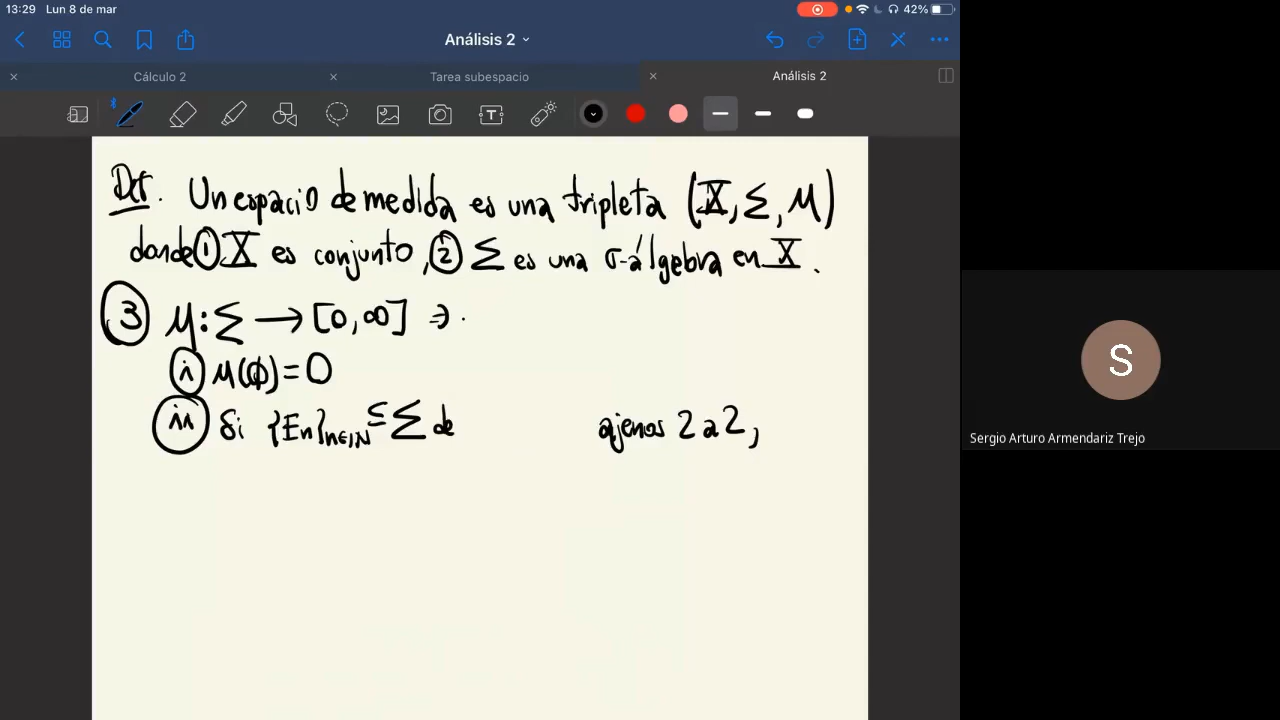 13:29 Lun 8 de mar 42%
Análisis 2
Cálculo 2 Tarea subespacio Análisis 2
Def. Un espacio de medida es una tripleta (X, Σ, μ)
donde ① X es conjunto, ② Σ es una σ-álgebra en X.
③ μ: Σ → [0, ∞] ∋.
ⓘ μ(∅) = 0
ⓘⓘ Si {En}n∈ℕ ⊆ Σ de ajenos 2 a 2,
S
Sergio Arturo Armendariz Trejo